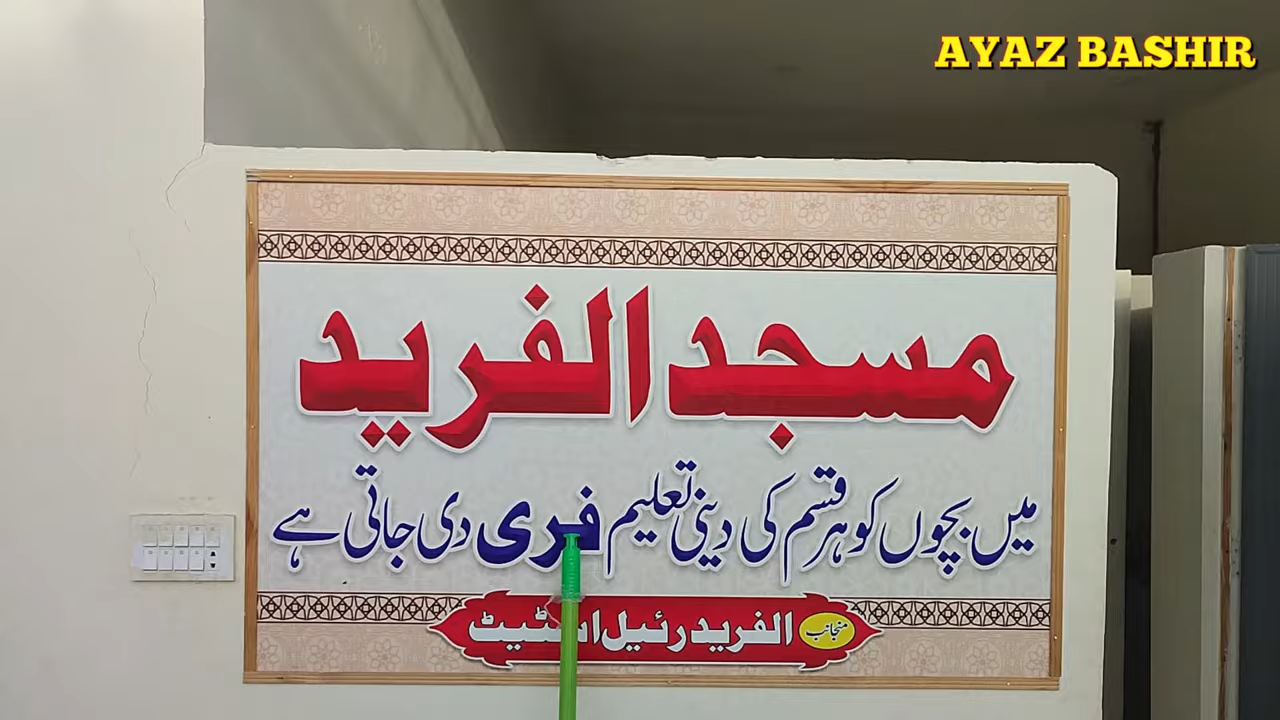 AYAZ BASHIR
مسجد الفرید
میں بچوں کو ہر قسم کی دینی تعلیم فری دی جاتی ہے
منجانب الفرید رئیل اسٹیٹ